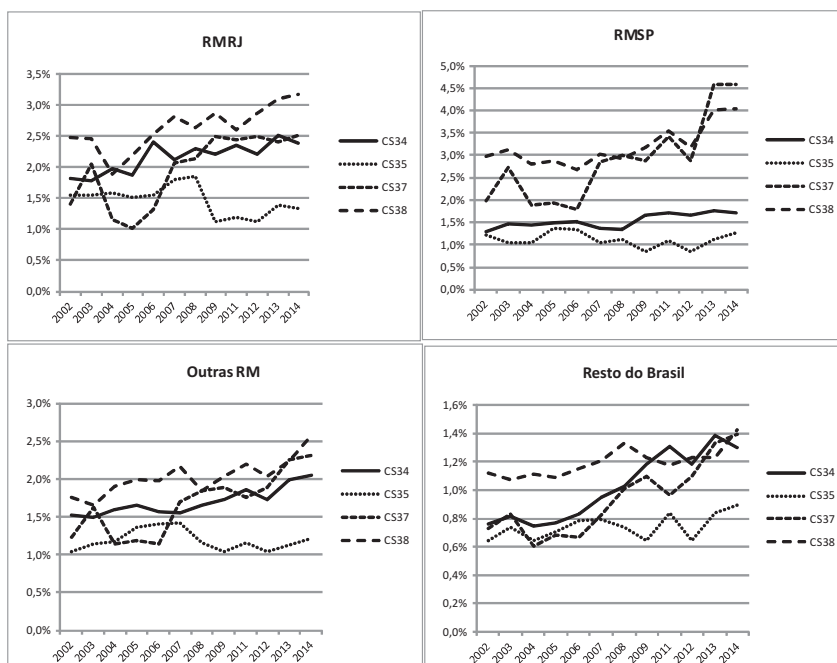 RMRJ
3,5%
3,0%
2,5%
2,0%
1,5%
1,0%
0,5%
0,0%
2002 2003 2004 2005 2006 2007 2008 2009 2011 2012 2013 2014
CS34
CS35
CS37
CS38
RMSP
5,0%
4,5%
4,0%
3,5%
3,0%
2,5%
2,0%
1,5%
1,0%
0,5%
0,0%
2002 2003 2004 2005 2006 2007 2008 2009 2011 2012 2013 2014
CS34
CS35
CS37
CS38
Outras RM
3,0%
2,5%
2,0%
1,5%
1,0%
0,5%
0,0%
2002 2003 2004 2005 2006 2007 2008 2009 2011 2012 2013 2014
CS34
CS35
CS37
CS38
Resto do Brasil
1,6%
1,4%
1,2%
1,0%
0,8%
0,6%
0,4%
0,2%
0,0%
2002 2003 2004 2005 2006 2007 2008 2009 2011 2012 2013 2014
CS34
CS35
CS37
CS38